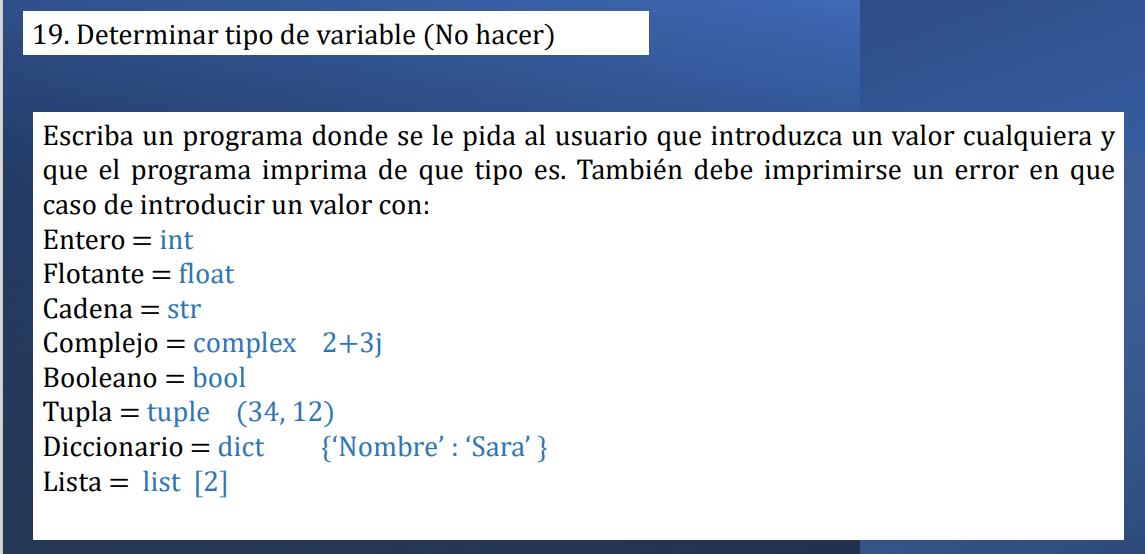 19. Determinar tipo de variable (No hacer)
Escriba un programa donde se le pida al usuario que introduzca un valor cualquiera y
que el programa imprima de que tipo es. También debe imprimirse un error en que
caso de introducir un valor con:
Entero = int
Flotante = float
Cadena = str
Complejo = complex 2+3j
Booleano = bool
Tupla = tuple (34, 12)
Diccionario = dict {‘Nombre’ : ‘Sara’ }
Lista = list [2]